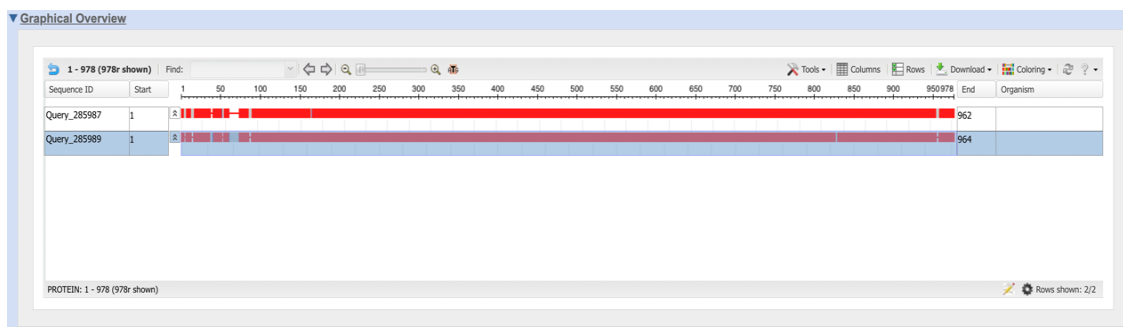 Graphical Overview
1 - 978 (978r shown) Find: Tools Columns Rows Download Coloring ?
Sequence ID Start 1 50 100 150 200 250 300 350 400 450 500 550 600 650 700 750 800 850 900 950 978 End Organism
Query_285987 1 962
Query_285989 1 964
PROTEIN: 1 - 978 (978r shown) Rows shown: 2/2